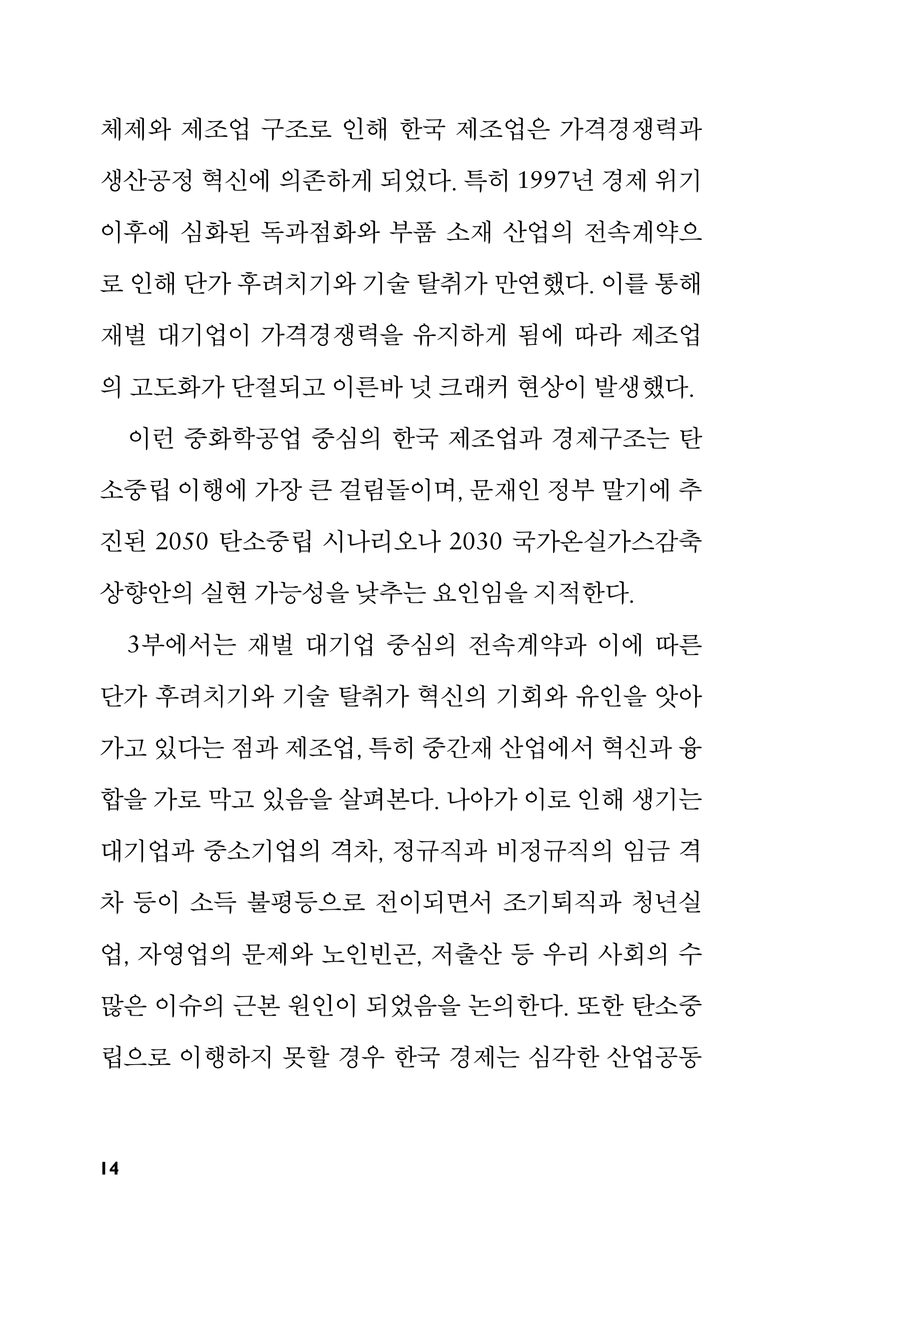 체제와 제조업 구조로 인해 한국 제조업은 가격경쟁력과
생산공정 혁신에 의존하게 되었다. 특히 1997년 경제 위기
이후에 심화된 독과점화와 부품 소재 산업의 전속계약으
로 인해 단가 후려치기와 기술 탈취가 만연했다. 이를 통해
재벌 대기업이 가격경쟁력을 유지하게 됨에 따라 제조업
의 고도화가 단절되고 이른바 넛 크래커 현상이 발생했다.
이런 중화학공업 중심의 한국 제조업과 경제구조는 탄
소중립 이행에 가장 큰 걸림돌이며, 문재인 정부 말기에 추
진된 2050 탄소중립 시나리오나 2030 국가온실가스감축
상향안의 실현 가능성을 낮추는 요인임을 지적한다.
3부에서는 재벌 대기업 중심의 전속계약과 이에 따른
단가 후려치기와 기술 탈취가 혁신의 기회와 유인을 앗아
가고 있다는 점과 제조업, 특히 중간재 산업에서 혁신과 융
합을 가로 막고 있음을 살펴본다. 나아가 이로 인해 생기는
대기업과 중소기업의 격차, 정규직과 비정규직의 임금 격
차 등이 소득 불평등으로 전이되면서 조기퇴직과 청년실
업, 자영업의 문제와 노인빈곤, 저출산 등 우리 사회의 수
많은 이슈의 근본 원인이 되었음을 논의한다. 또한 탄소중
립으로 이행하지 못할 경우 한국 경제는 심각한 산업공동
14